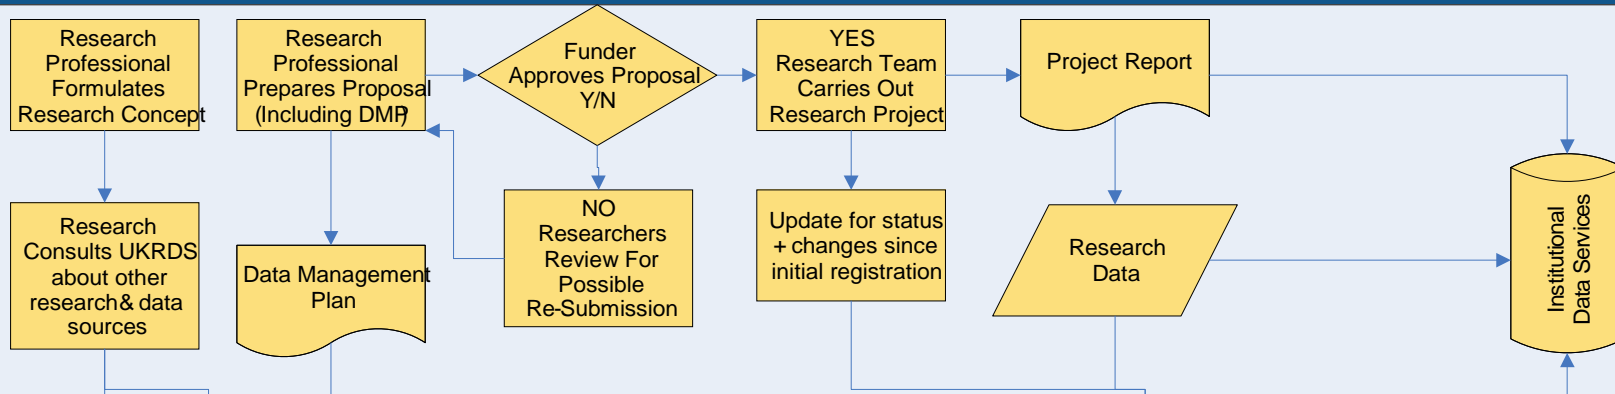 Research
Professional
Formulates
Research Concept
Research
Professional
Prepares Proposal
(Including DMP)
Funder
Approves Proposal
Y/N
YES
Research Team
Carries Out
Research Project
Project Report
Research
Consults UKRDS
about other
research& data
sources
Data Management
Plan
NO
Researchers
Review For
Possible
Re-Submission
Update for status
+ changes since
initial registration
Research
Data
Institutional
Data Services